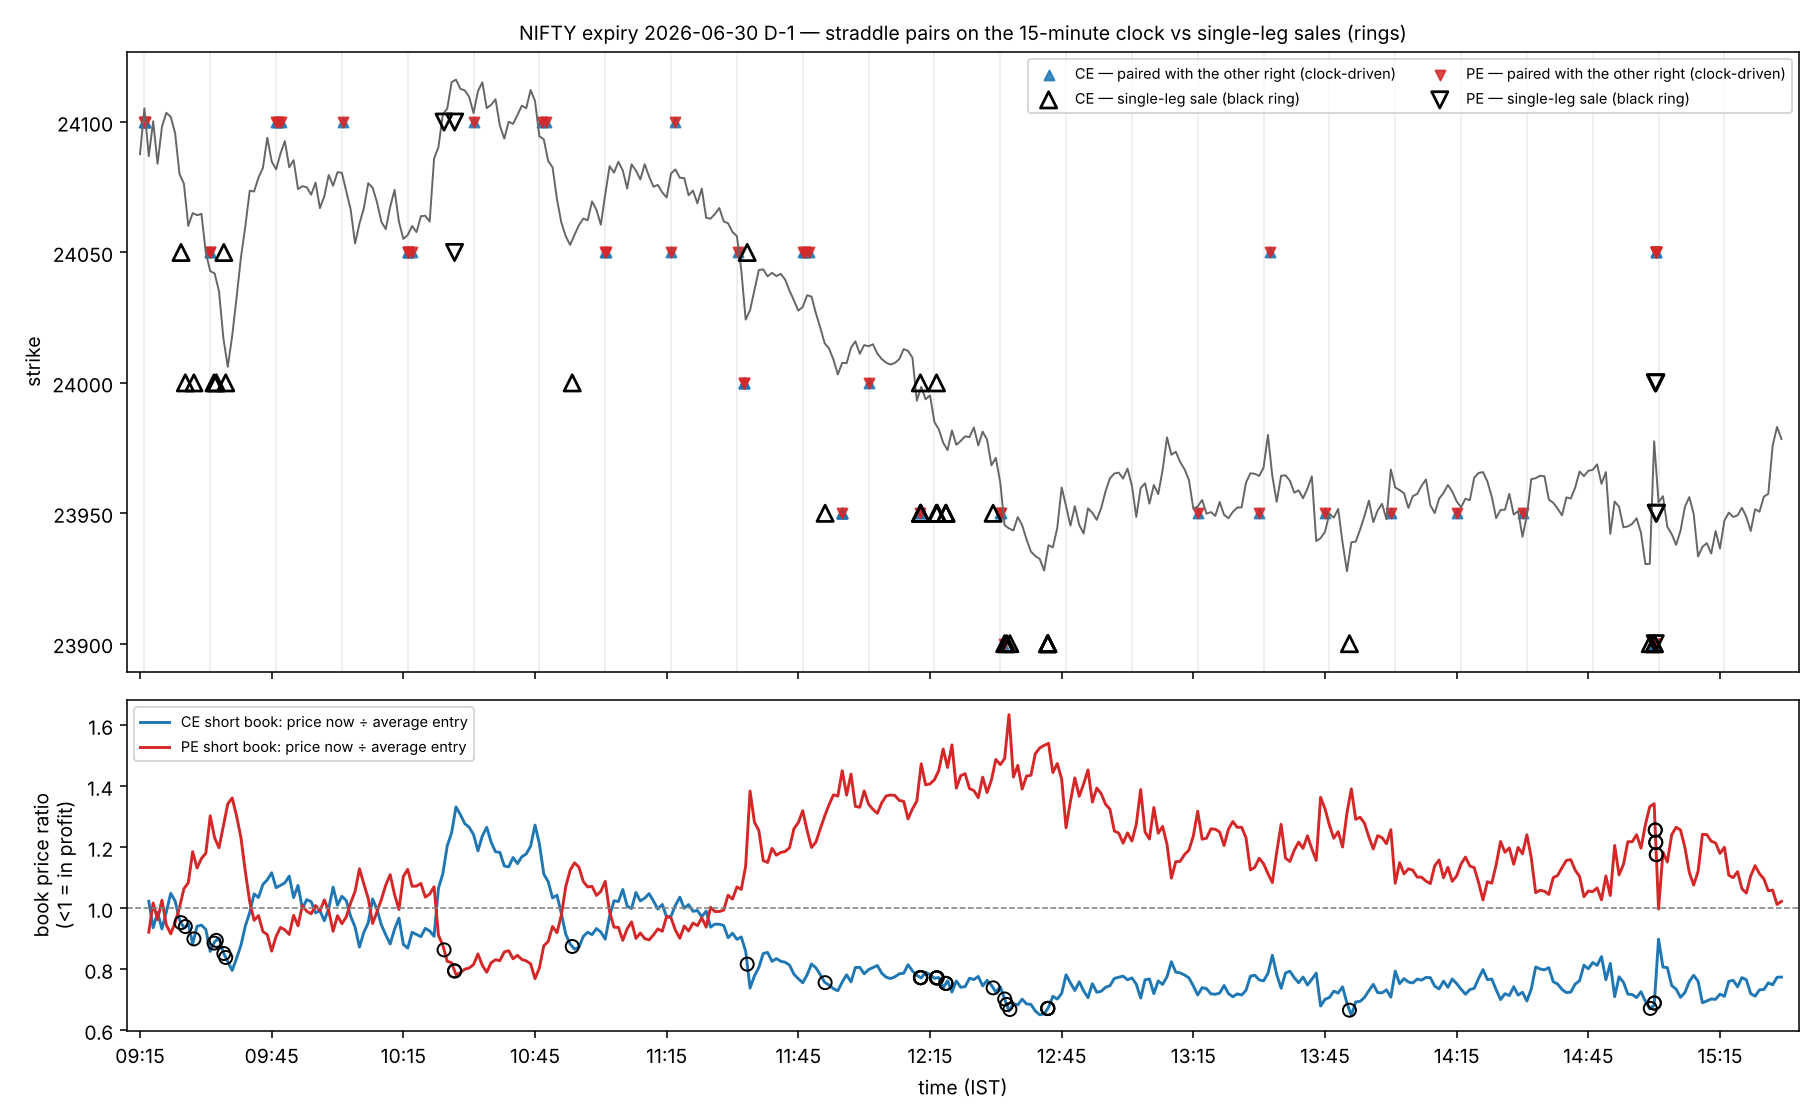 NIFTY expiry 2026-06-30 D-1 — straddle pairs on the 15-minute clock vs single-leg sales (rings)
CE — paired with the other right (clock-driven)
PE — paired with the other right (clock-driven)
CE — single-leg sale (black ring)
PE — single-leg sale (black ring)
24100
24050
24000
23950
23900
strike
CE short book: price now ÷ average entry
PE short book: price now ÷ average entry
1.6
1.4
1.2
1.0
0.8
0.6
book price ratio
(<1 = in profit)
09:15
09:45
10:15
10:45
11:15
11:45
12:15
12:45
13:15
13:45
14:15
14:45
15:15
time (IST)